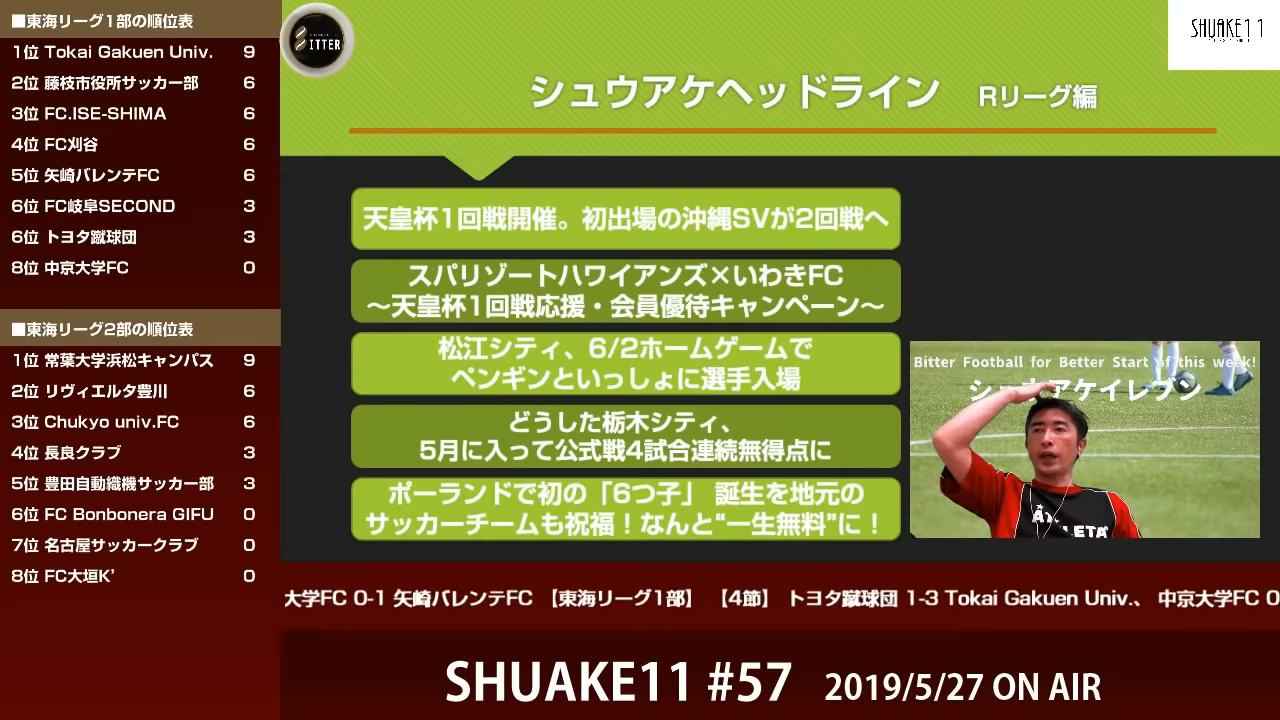 ■東海リーグ1部の順位表
1位 Tokai Gakuen Univ. 9
2位 藤枝市役所サッカー部 6
3位 FC.ISE-SHIMA 6
4位 FC刈谷 6
5位 矢崎バレンテFC 6
6位 FC岐阜SECOND 3
6位 トヨタ蹴球団 3
8位 中京大学FC 0
■東海リーグ2部の順位表
1位 常葉大学浜松キャンパス 9
2位 リヴィエルタ豊川 6
3位 Chukyo univ.FC 6
4位 長良クラブ 3
5位 豊田自動織機サッカー部 3
6位 FC Bonbonera GIFU 0
7位 名古屋サッカークラブ 0
8位 FC大垣K’ 0
BITTER
SHUAKE11
シュウアケヘッドライン Rリーグ編
天皇杯1回戦開催。初出場の沖縄SVが2回戦へ
スパリゾートハワイアンズ×いわきFC
～天皇杯1回戦応援・会員優待キャンペーン～
松江シティ、6/2ホームゲームで
ペンギンといっしょに選手入場
どうした栃木シティ、
5月に入って公式戦4試合連続無得点に
ポーランドで初の「6つ子」 誕生を地元の
サッカーチームも祝福！なんと“一生無料”に！
Bitter Football for Better Start of this week!
シュウアケイレブン
ATHLETA
大学FC 0-1 矢崎バレンテFC 【東海リーグ1部】 【4節】 トヨタ蹴球団 1-3 Tokai Gakuen Univ.、 中京大学FC 0
SHUAKE11 #57 2019/5/27 ON AIR